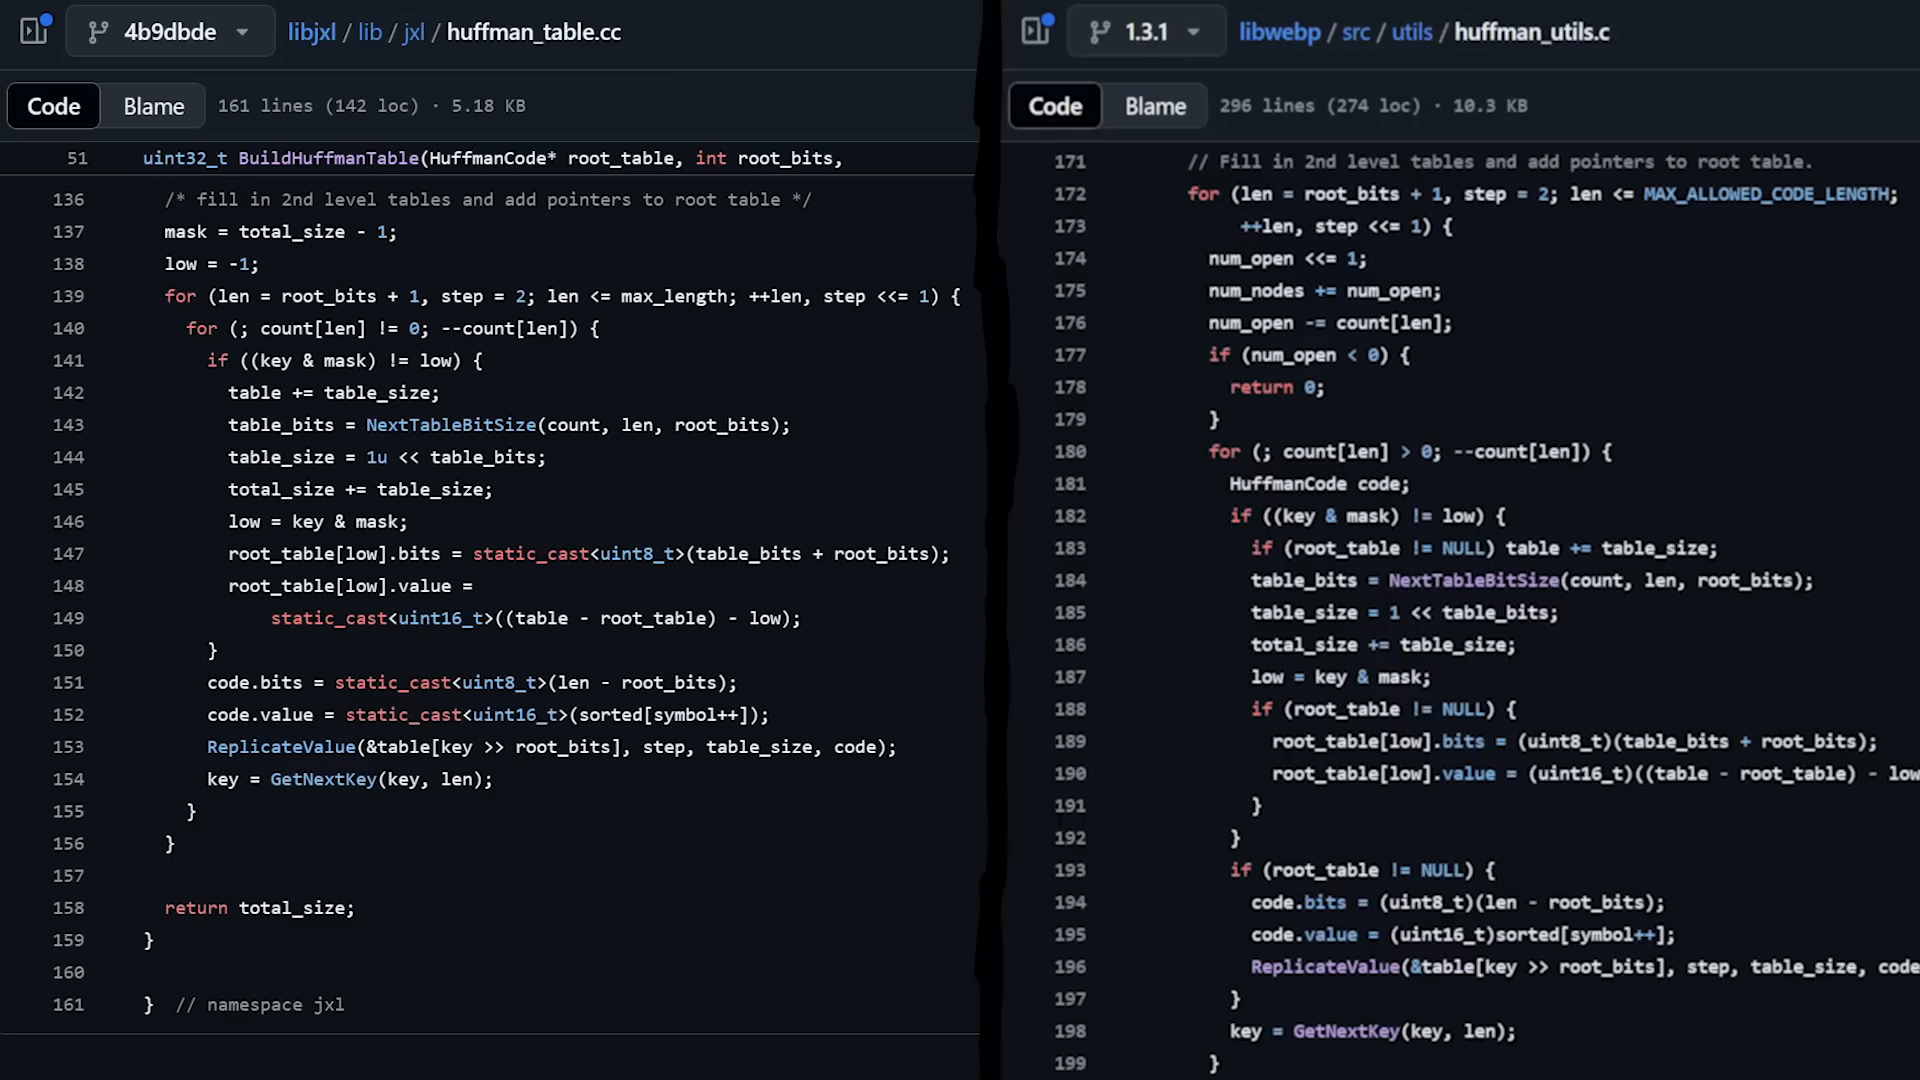 4b9dbde libjxl / lib / jxl / huffman_table.cc
Code Blame 161 lines (142 loc) · 5.18 KB
51 uint32_t BuildHuffmanTable(HuffmanCode* root_table, int root_bits,
136 /* fill in 2nd level tables and add pointers to root table */
137 mask = total_size - 1;
138 low = -1;
139 for (len = root_bits + 1, step = 2; len <= max_length; ++len, step <<= 1) {
140 for (; count[len] != 0; --count[len]) {
141 if ((key & mask) != low) {
142 table += table_size;
143 table_bits = NextTableBitSize(count, len, root_bits);
144 table_size = 1u << table_bits;
145 total_size += table_size;
146 low = key & mask;
147 root_table[low].bits = static_cast<uint8_t>(table_bits + root_bits);
148 root_table[low].value =
149 static_cast<uint16_t>((table - root_table) - low);
150 }
151 code.bits = static_cast<uint8_t>(len - root_bits);
152 code.value = static_cast<uint16_t>(sorted[symbol++]);
153 ReplicateValue(&table[key >> root_bits], step, table_size, code);
154 key = GetNextKey(key, len);
155 }
156 }
157
158 return total_size;
159 }
160
161 } // namespace jxl
1.3.1 libwebp / src / utils / huffman_utils.c
Code Blame 296 lines (274 loc) · 10.3 KB
171 // Fill in 2nd level tables and add pointers to root table.
172 for (len = root_bits + 1, step = 2; len <= MAX_ALLOWED_CODE_LENGTH;
173 ++len, step <<= 1) {
174 num_open <<= 1;
175 num_nodes += num_open;
176 num_open -= count[len];
177 if (num_open < 0) {
178 return 0;
179 }
180 for (; count[len] > 0; --count[len]) {
181 HuffmanCode code;
182 if ((key & mask) != low) {
183 if (root_table != NULL) table += table_size;
184 table_bits = NextTableBitSize(count, len, root_bits);
185 table_size = 1 << table_bits;
186 total_size += table_size;
187 low = key & mask;
188 if (root_table != NULL) {
189 root_table[low].bits = (uint8_t)(table_bits + root_bits);
190 root_table[low].value = (uint16_t)((table - root_table) - low
191 }
192 }
193 if (root_table != NULL) {
194 code.bits = (uint8_t)(len - root_bits);
195 code.value = (uint16_t)sorted[symbol++];
196 ReplicateValue(&table[key >> root_bits], step, table_size, code
197 }
198 key = GetNextKey(key, len);
199 }